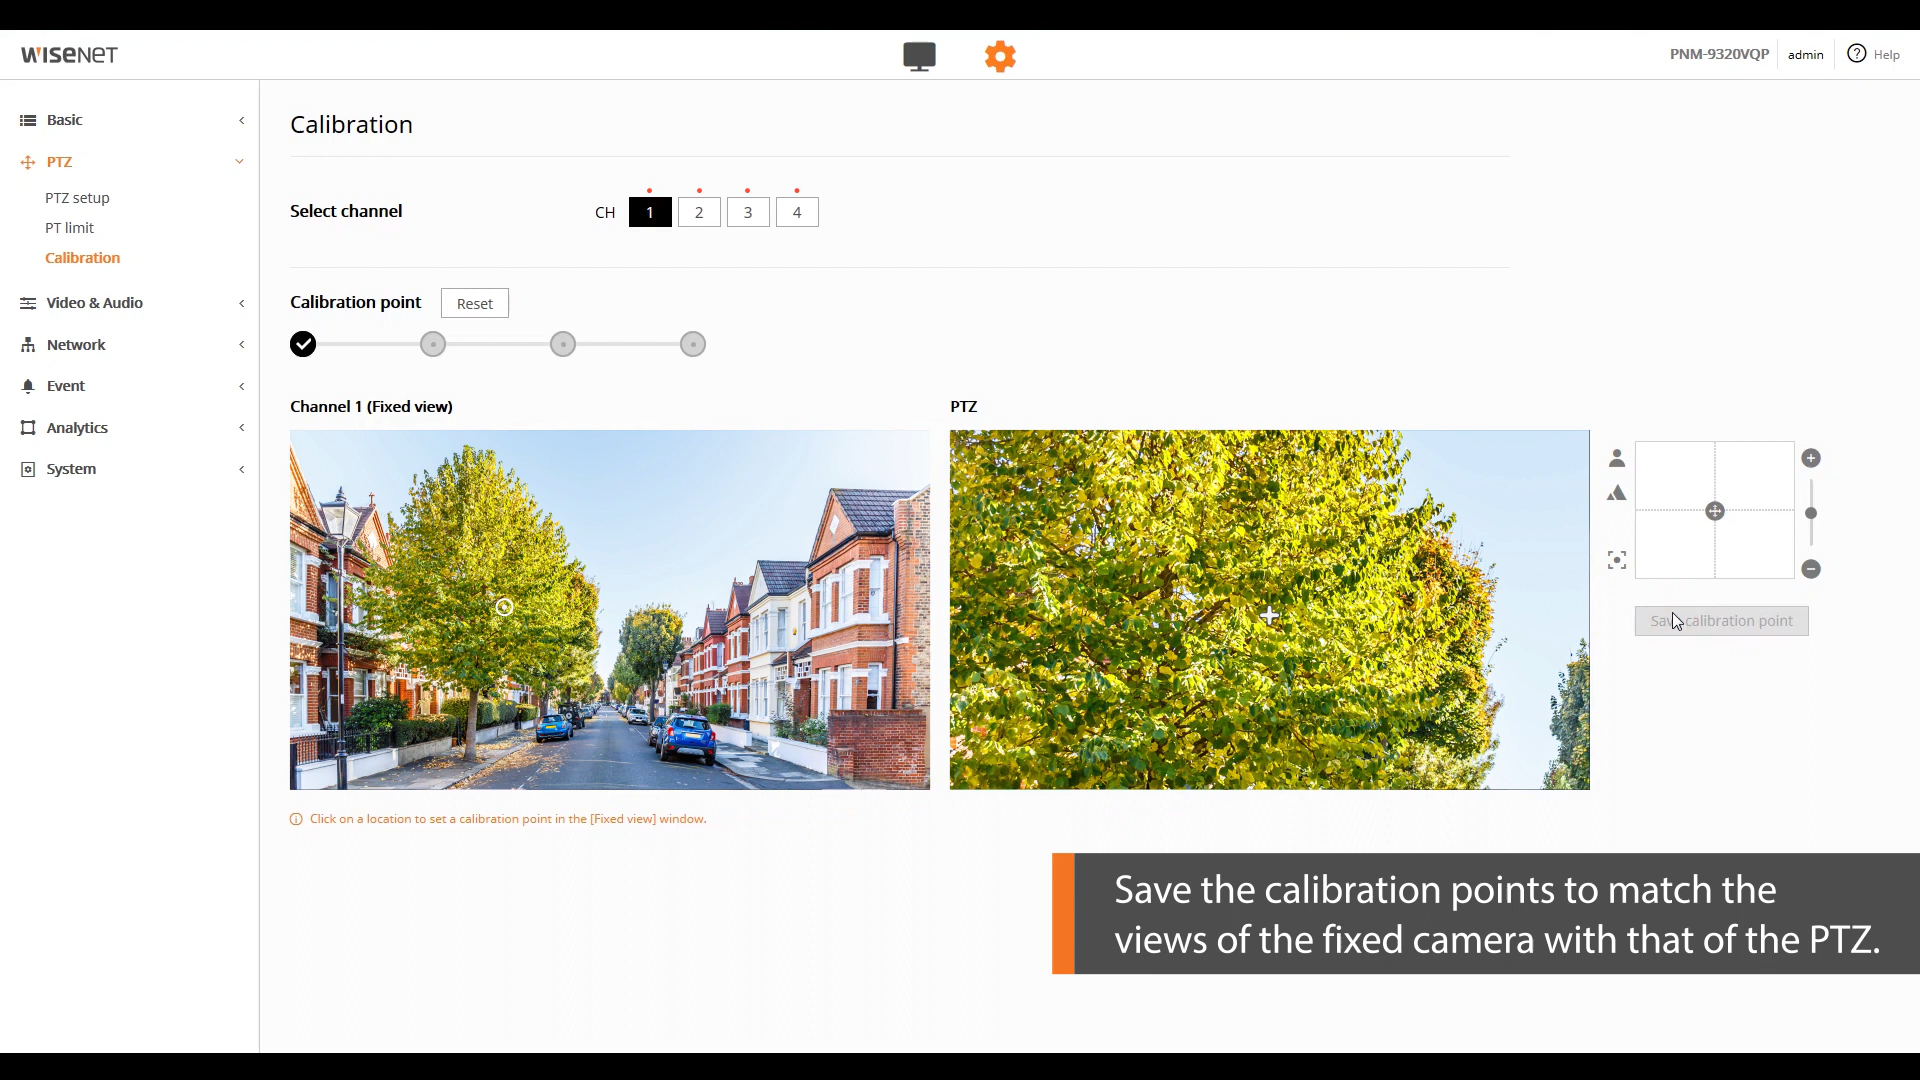 WISENET
PNM-9320VQP
admin
Help
Basic
PTZ
PTZ setup
PT limit
Calibration
Video & Audio
Network
Event
Analytics
System
Calibration
Select channel
CH 1 2 3 4
Calibration point
Reset
Channel 1 (Fixed view)
PTZ
Save calibration point
Click on a location to set a calibration point in the [Fixed view] window.
Save the calibration points to match the
views of the fixed camera with that of the PTZ.